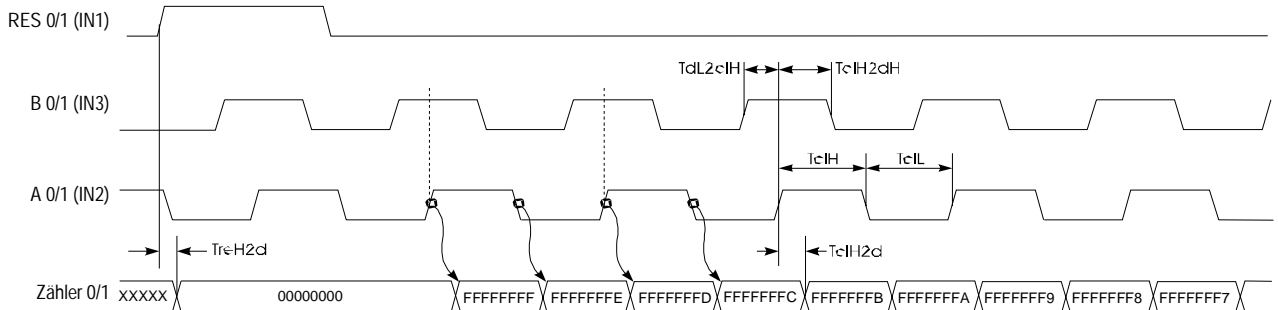 RES 0/1 (IN1)
TdL2clH
TclH2dH
B 0/1 (IN3)
TclH
TclL
A 0/1 (IN2)
TreH2d
TclH2d
Zähler 0/1
XXXXX
00000000
FFFFFFFF
FFFFFFFE
FFFFFFFD
FFFFFFFC
FFFFFFFB
FFFFFFFA
FFFFFFF9
FFFFFFF8
FFFFFFF7